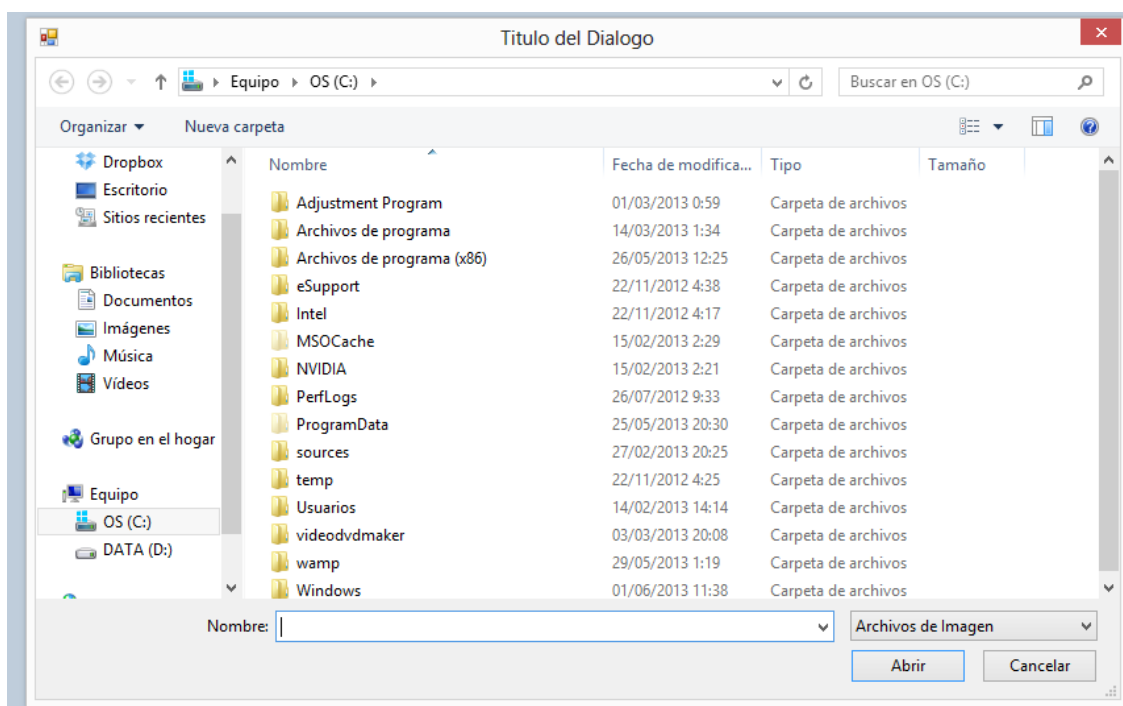 Titulo del Dialogo
Equipo OS (C:) Buscar en OS (C:)
Organizar Nueva carpeta
Dropbox
Escritorio
Sitios recientes
Bibliotecas
Documentos
Imágenes
Música
Vídeos
Grupo en el hogar
Equipo
OS (C:)
DATA (D:)
Nombre Fecha de modifica... Tipo Tamaño
Adjustment Program 01/03/2013 0:59 Carpeta de archivos
Archivos de programa 14/03/2013 1:34 Carpeta de archivos
Archivos de programa (x86) 26/05/2013 12:25 Carpeta de archivos
eSupport 22/11/2012 4:38 Carpeta de archivos
Intel 22/11/2012 4:17 Carpeta de archivos
MSOCache 15/02/2013 2:29 Carpeta de archivos
NVIDIA 15/02/2013 2:21 Carpeta de archivos
PerfLogs 26/07/2012 9:33 Carpeta de archivos
ProgramData 25/05/2013 20:30 Carpeta de archivos
sources 27/02/2013 20:25 Carpeta de archivos
temp 22/11/2012 4:25 Carpeta de archivos
Usuarios 14/02/2013 14:14 Carpeta de archivos
videodvdmaker 03/03/2013 20:08 Carpeta de archivos
wamp 29/05/2013 1:19 Carpeta de archivos
Windows 01/06/2013 11:38 Carpeta de archivos
Nombre: Archivos de Imagen
Abrir Cancelar